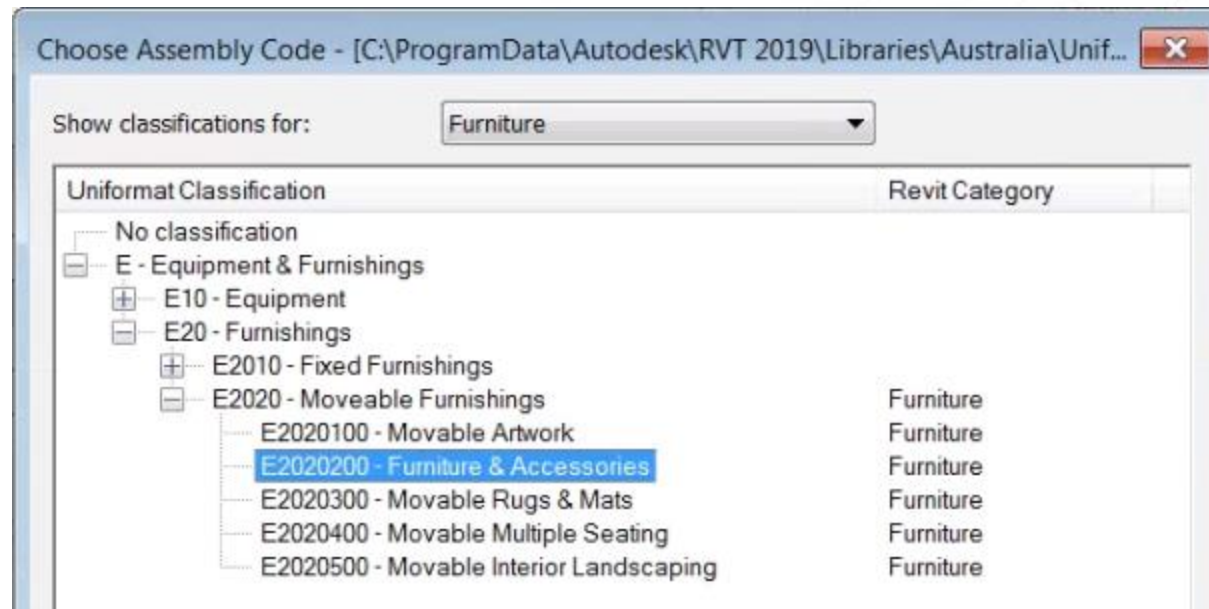 Choose Assembly Code - [C:\ProgramData\Autodesk\RVT 2019\Libraries\Australia\Unif...
Show classifications for: Furniture
Uniformat Classification Revit Category
No classification
E - Equipment & Furnishings
E10 - Equipment
E20 - Furnishings
E2010 - Fixed Furnishings
E2020 - Moveable Furnishings Furniture
E2020100 - Movable Artwork Furniture
E2020200 - Furniture & Accessories Furniture
E2020300 - Movable Rugs & Mats Furniture
E2020400 - Movable Multiple Seating Furniture
E2020500 - Movable Interior Landscaping Furniture